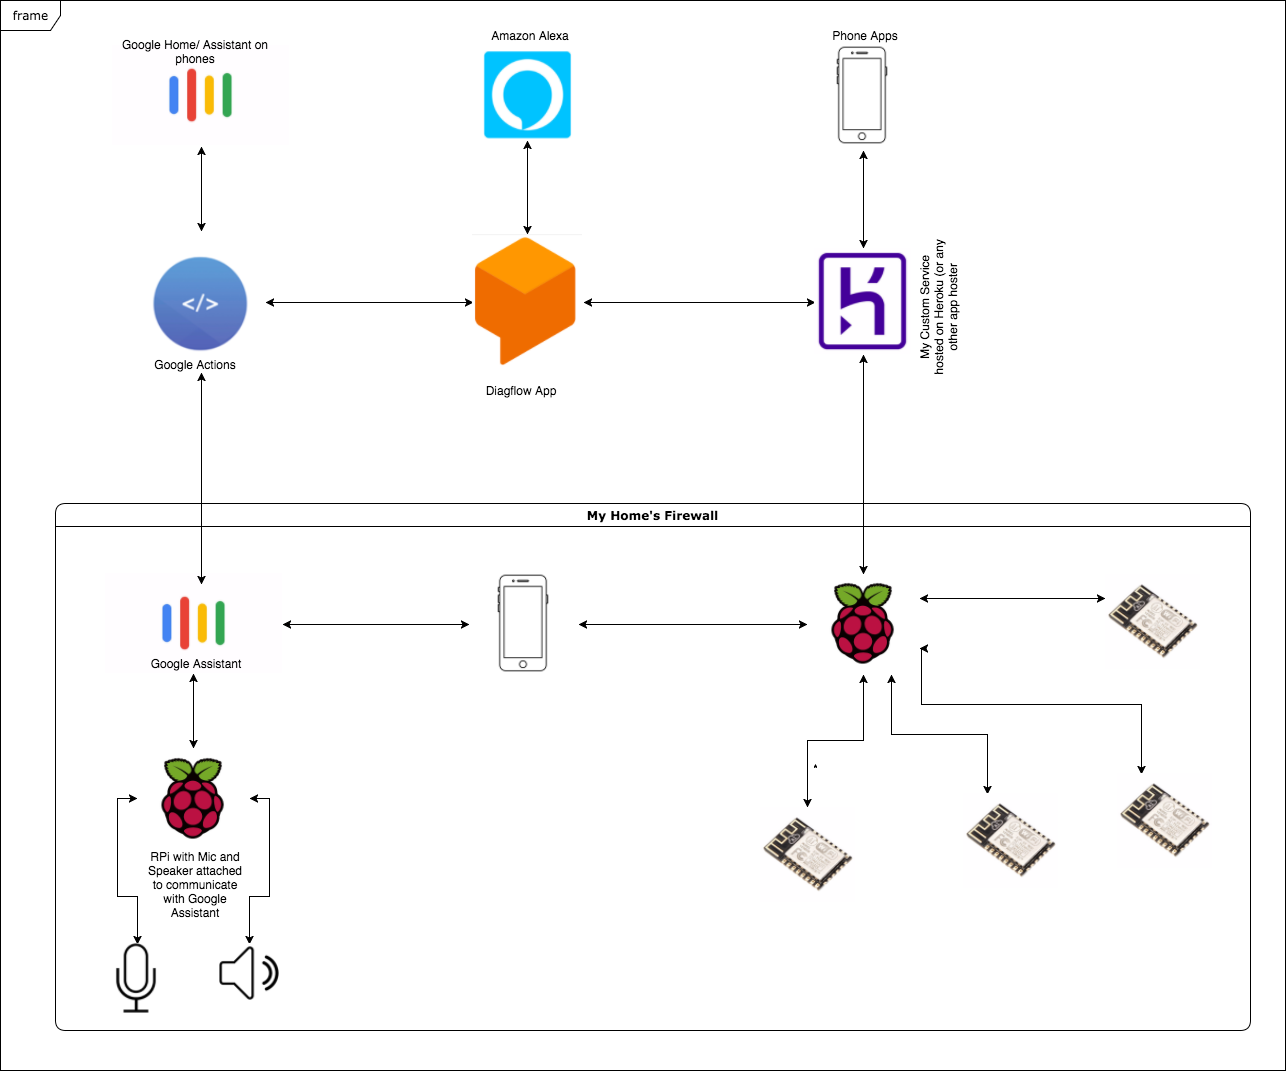 frame
Google Home/ Assistant on
phones
Amazon Alexa
Phone Apps
</>
Google Actions
Diagflow App
My Custom Service
hosted on Heroku (or any
other app hoster
My Home's Firewall
Google Assistant
RPi with Mic and
Speaker attached
to communicate
with Google
Assistant